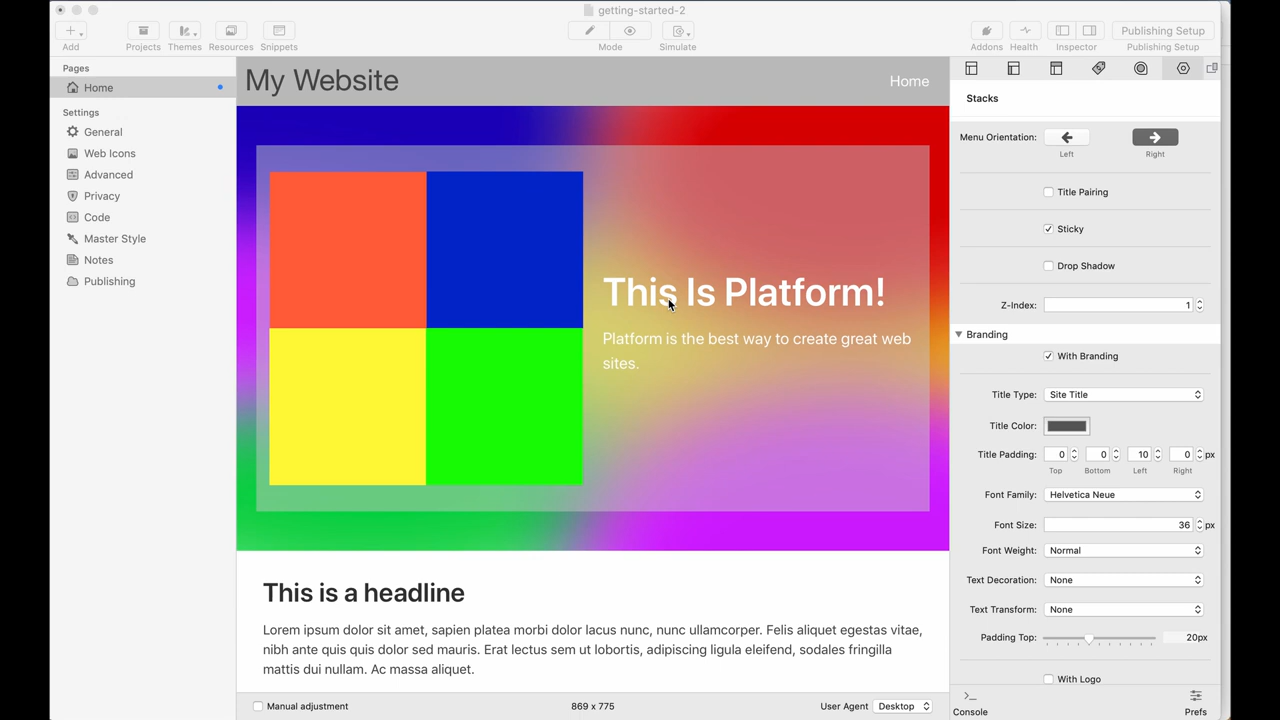 getting-started-2
Add
Projects
Themes
Resources
Snippets
Mode
Simulate
Addons
Health
Inspector
Publishing Setup
Publishing Setup
Pages
Home
Settings
General
Web Icons
Advanced
Privacy
Code
Master Style
Notes
Publishing
My Website
Home
This Is Platform!
Platform is the best way to create great web
sites.
This is a headline
Lorem ipsum dolor sit amet, sapien platea morbi dolor lacus nunc, nunc ullamcorper. Felis aliquet egestas vitae,
nibh ante quis quis dolor sed mauris. Erat lectus sem ut lobortis, adipiscing ligula eleifend, sodales fringilla
mattis dui nullam. Ac massa aliquet.
Manual adjustment
869 x 775
User Agent
Desktop
Stacks
Menu Orientation:
Left
Right
Title Pairing
Sticky
Drop Shadow
Z-Index:
1
Branding
With Branding
Title Type:
Site Title
Title Color:
Title Padding:
0
0
10
0
px
Top
Bottom
Left
Right
Font Family:
Helvetica Neue
Font Size:
36
px
Font Weight:
Normal
Text Decoration:
None
Text Transform:
None
Padding Top:
20px
With Logo
Console
Prefs